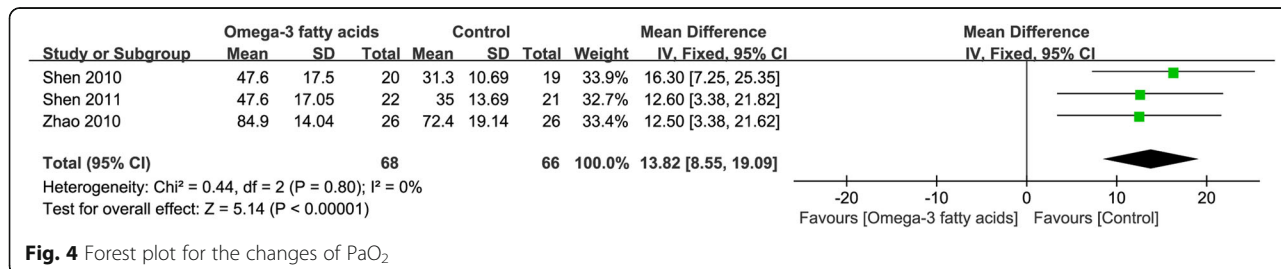 Omega-3 fatty acids Control Mean Difference Mean Difference
Study or Subgroup Mean SD Total Mean SD Total Weight IV, Fixed, 95% CI IV, Fixed, 95% CI
Shen 2010 47.6 17.5 20 31.3 10.69 19 33.9% 16.30 [7.25, 25.35]
Shen 2011 47.6 17.05 22 35 13.69 21 32.7% 12.60 [3.38, 21.82]
Zhao 2010 84.9 14.04 26 72.4 19.14 26 33.4% 12.50 [3.38, 21.62]
Total (95% CI) 68 66 100.0% 13.82 [8.55, 19.09]
Heterogeneity: Chi² = 0.44, df = 2 (P = 0.80); I² = 0%
Test for overall effect: Z = 5.14 (P < 0.00001)
-20 -10 0 10 20
Favours [Omega-3 fatty acids] Favours [Control]
Fig. 4 Forest plot for the changes of PaO₂